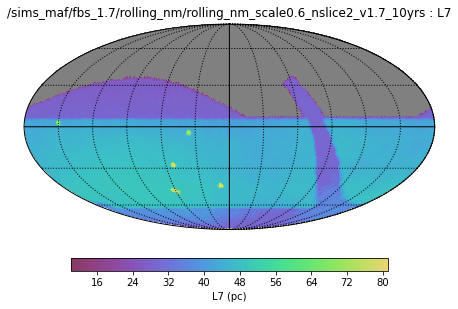 /sims_maf/fbs_1.7/rolling_nm/rolling_nm_scale0.6_nslice2_v1.7_10yrs : L7
16 24 32 40 48 56 64 72 80
L7 (pc)